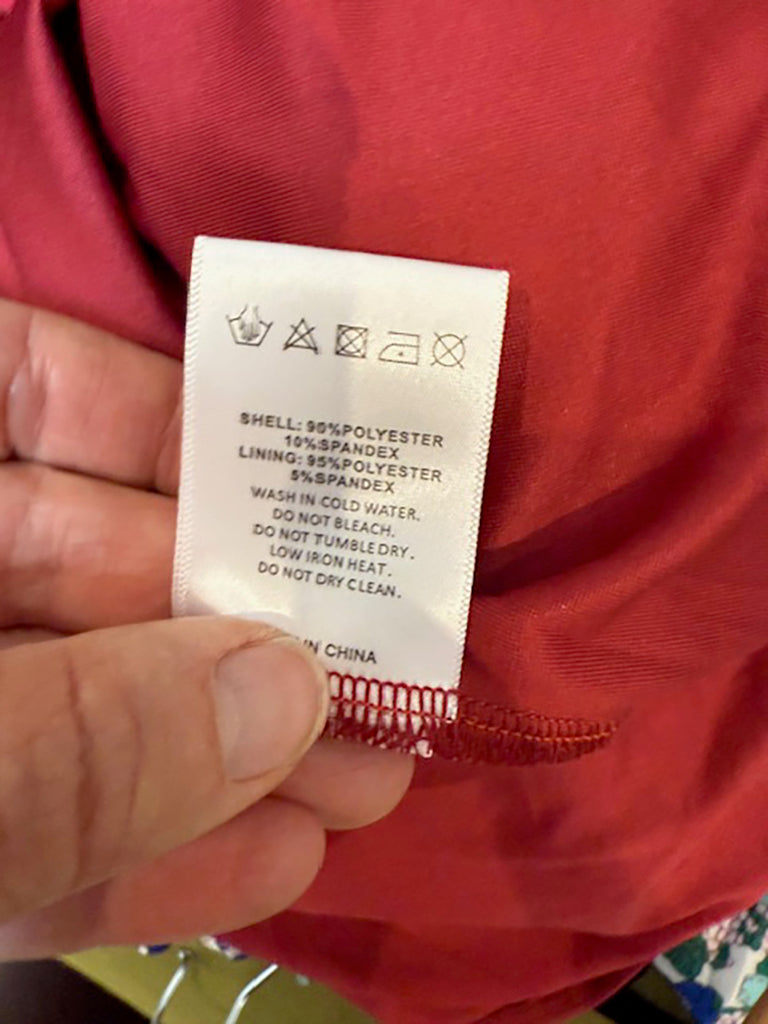 SHELL: 90%POLYESTER
10%SPANDEX
LINING: 95%POLYESTER
5%SPANDEX
WASH IN COLD WATER.
DO NOT BLEACH.
DO NOT TUMBLE DRY.
LOW IRON HEAT.
DO NOT DRY CLEAN.
IN CHINA